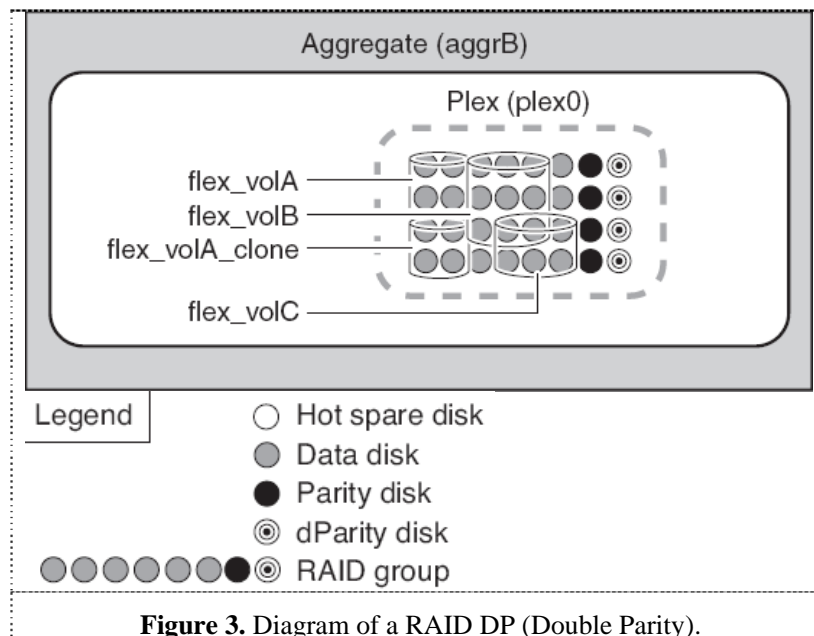 Aggregate (aggrB)
Plex (plex0)
flex_volA
flex_volB
flex_volA_clone
flex_volC
Legend
Hot spare disk
Data disk
Parity disk
dParity disk
RAID group
Figure 3. Diagram of a RAID DP (Double Parity).